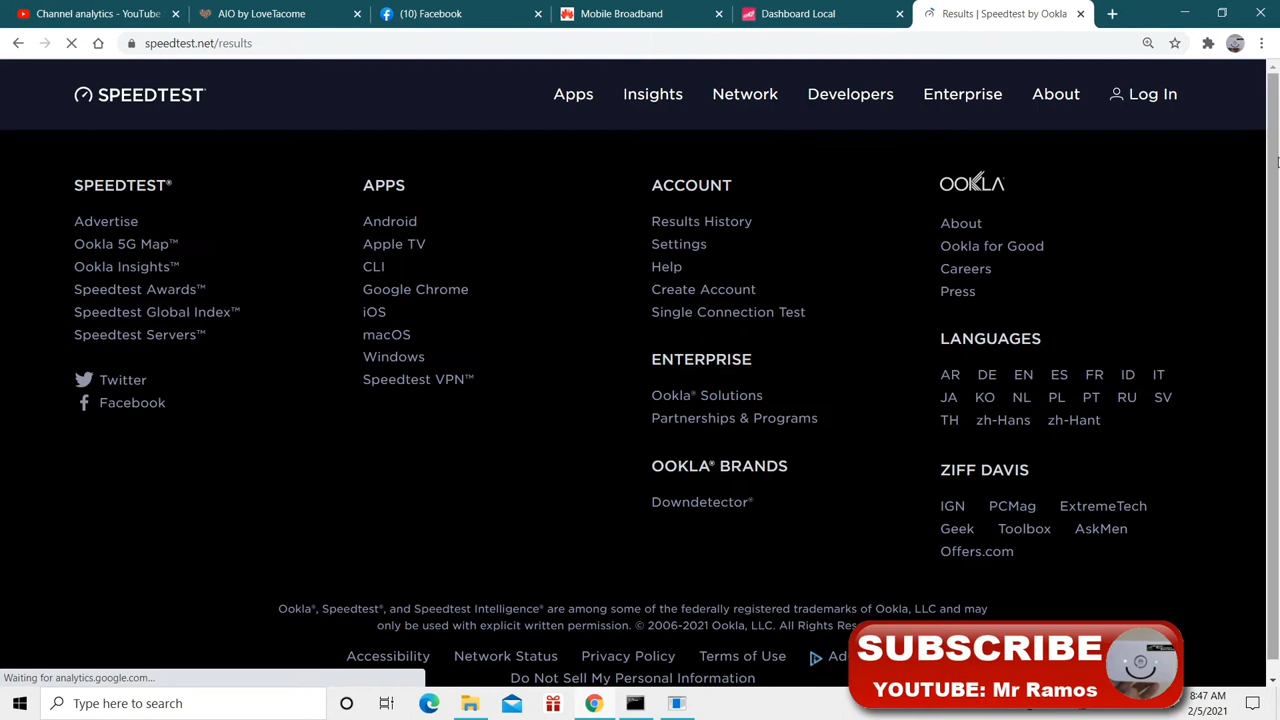 Channel analytics - YouTube
AIO by LoveTacome
(10) Facebook
Mobile Broadband
Dashboard Local
Results | Speedtest by Ookla
speedtest.net/results
SPEEDTEST
Apps
Insights
Network
Developers
Enterprise
About
Log In
SPEEDTEST®
Advertise
Ookla 5G Map™
Ookla Insights™
Speedtest Awards™
Speedtest Global Index™
Speedtest Servers™
Twitter
Facebook
APPS
Android
Apple TV
CLI
Google Chrome
iOS
macOS
Windows
Speedtest VPN™
ACCOUNT
Results History
Settings
Help
Create Account
Single Connection Test
ENTERPRISE
Ookla® Solutions
Partnerships & Programs
OOKLA® BRANDS
Downdetector®
OOKLA
About
Ookla for Good
Careers
Press
LANGUAGES
AR DE EN ES FR ID IT
JA KO NL PL PT RU SV
TH zh-Hans zh-Hant
ZIFF DAVIS
IGN PCMag ExtremeTech
Geek Toolbox AskMen
Offers.com
Ookla®, Speedtest®, and Speedtest Intelligence® are among some of the federally registered trademarks of Ookla, LLC and may
only be used with explicit written permission. © 2006-2021 Ookla, LLC. All Rights Res
Accessibility Network Status Privacy Policy Terms of Use Ad
Do Not Sell My Personal Information
Waiting for analytics.google.com...
SUBSCRIBE
YOUTUBE: Mr Ramos
Type here to search
8:47 AM
2/5/2021